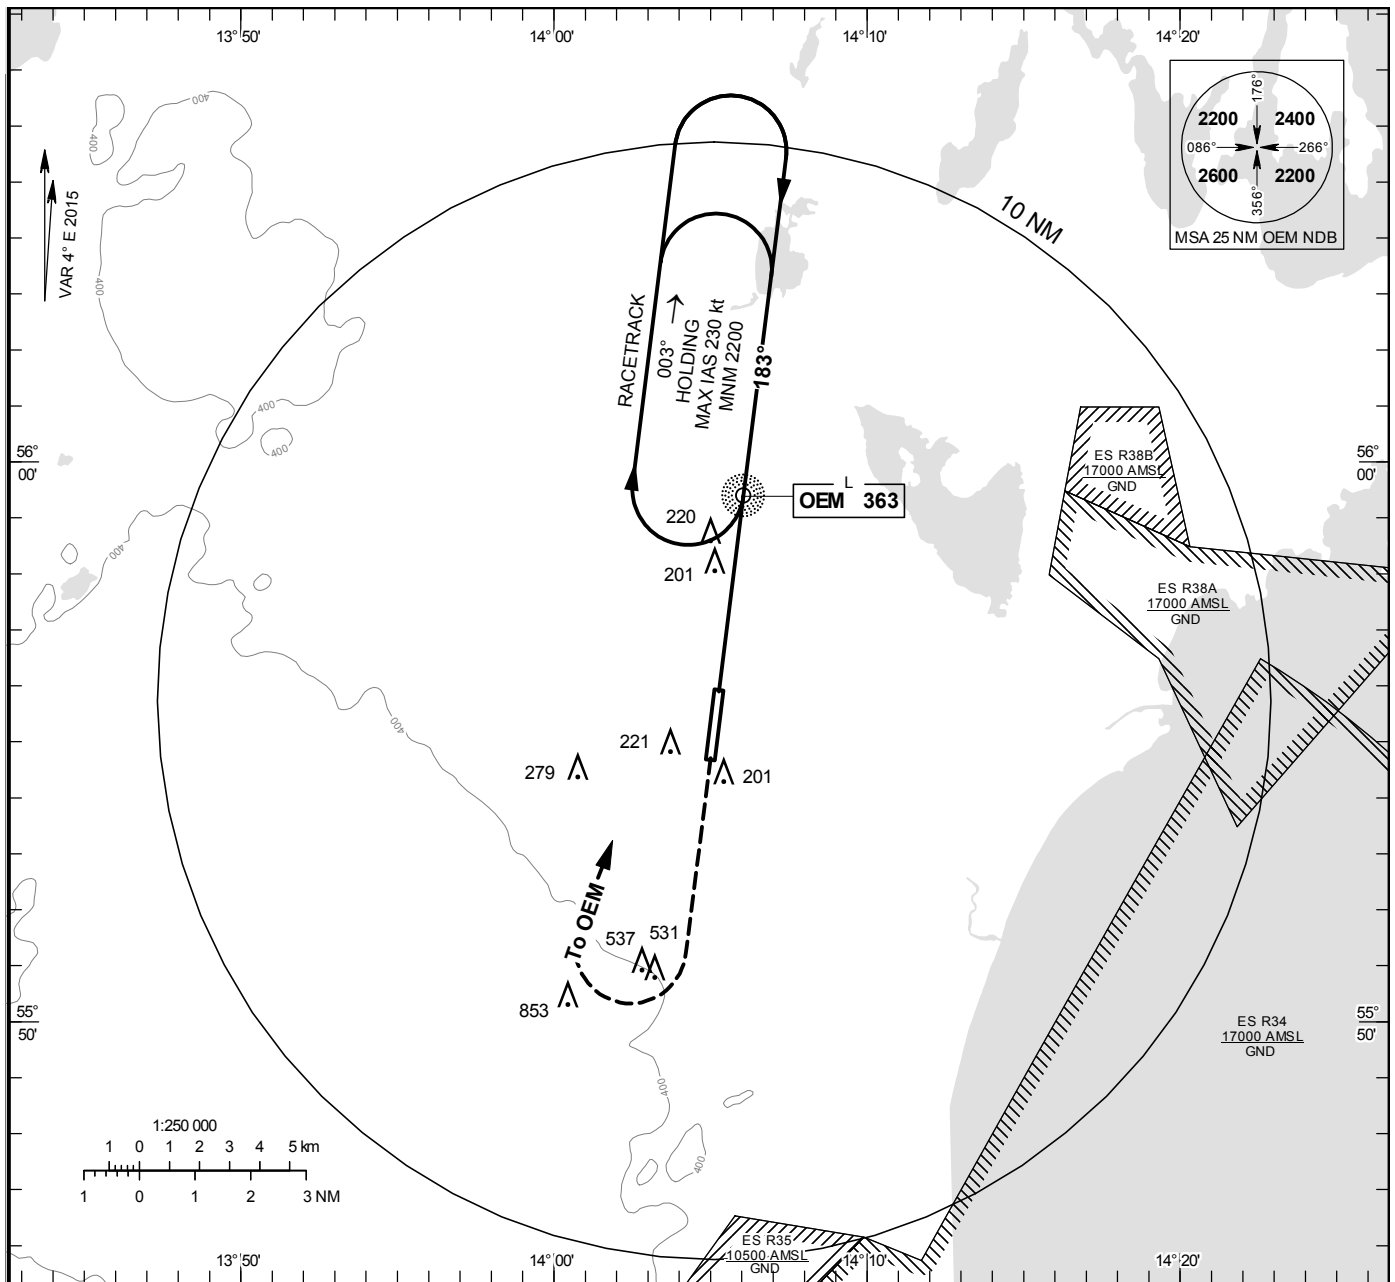 13°50'
14°00'
14°10'
14°20'
400
400
VAR 4° E 2015
400
400
400
400
10 NM
176°
2200
2400
086°
266°
2600
2200
356°
MSA 25 NM OEM NDB
RACETRACK
003°
HOLDING
MAX IAS 230 kt
MNM 2200
183°
56°
00'
56°
00'
L
OEM 363
ES R38B
17000 AMSL
GND
220
201
ES R38A
17000 AMSL
GND
400
221
279
201
To OEM
537
531
853
55°
50'
55°
50'
ES R34
17000 AMSL
GND
400
400
1:250 000
1 0 1 2 3 4 5 km
1 0 1 2 3 NM
ES R35
10500 AMSL
GND
13°50'
14°00'
14°10'
14°20'